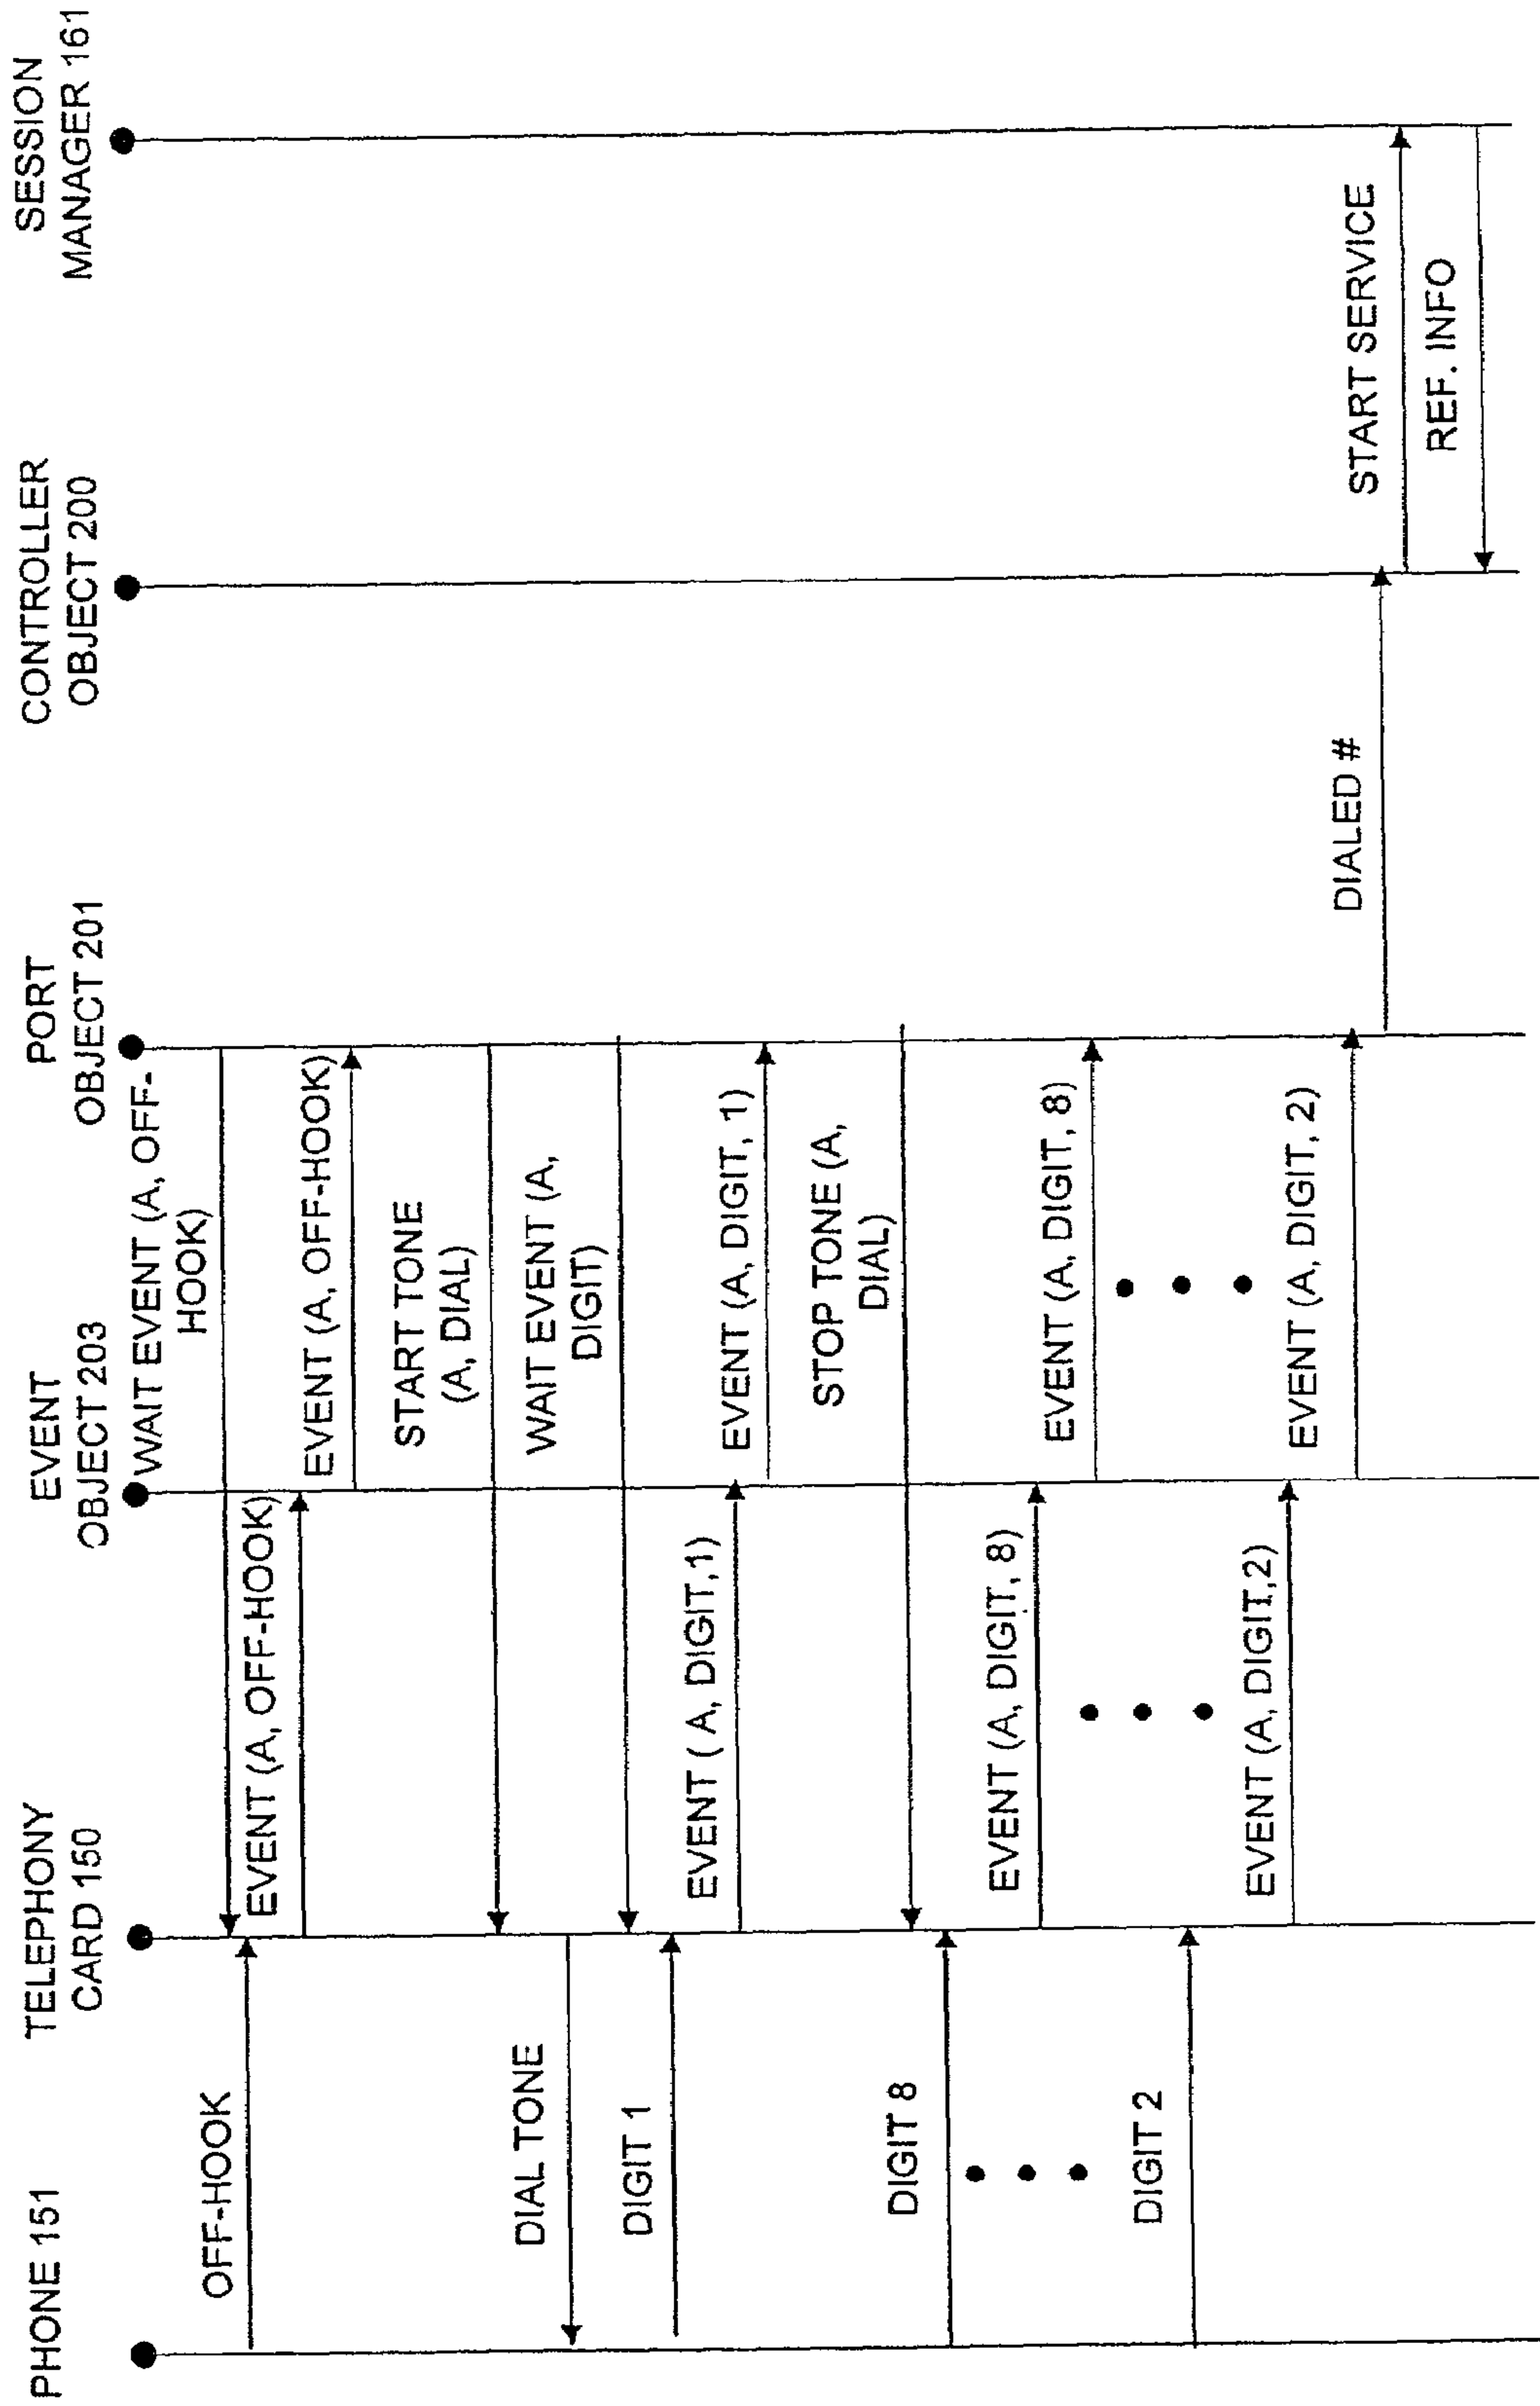 PHONE 151
TELEPHONY
CARD 150
EVENT
OBJECT 203
PORT
OBJECT 201
CONTROLLER
OBJECT 200
SESSION
MANAGER 161
WAIT EVENT (A, OFF-
HOOK)
OFF-HOOK
EVENT (A, OFF-HOOK)
EVENT (A, OFF-HOOK)
START TONE
(A, DIAL)
DIAL TONE
WAIT EVENT (A,
DIGIT)
DIGIT 1
EVENT ( A, DIGIT,1)
EVENT (A, DIGIT, 1)
STOP TONE (A,
DIAL)
DIGIT 8
EVENT (A, DIGIT, 8)
EVENT (A, DIGIT, 8)
DIGIT 2
EVENT (A, DIGIT,2)
EVENT (A, DIGIT, 2)
DIALED #
START SERVICE
REF. INFO